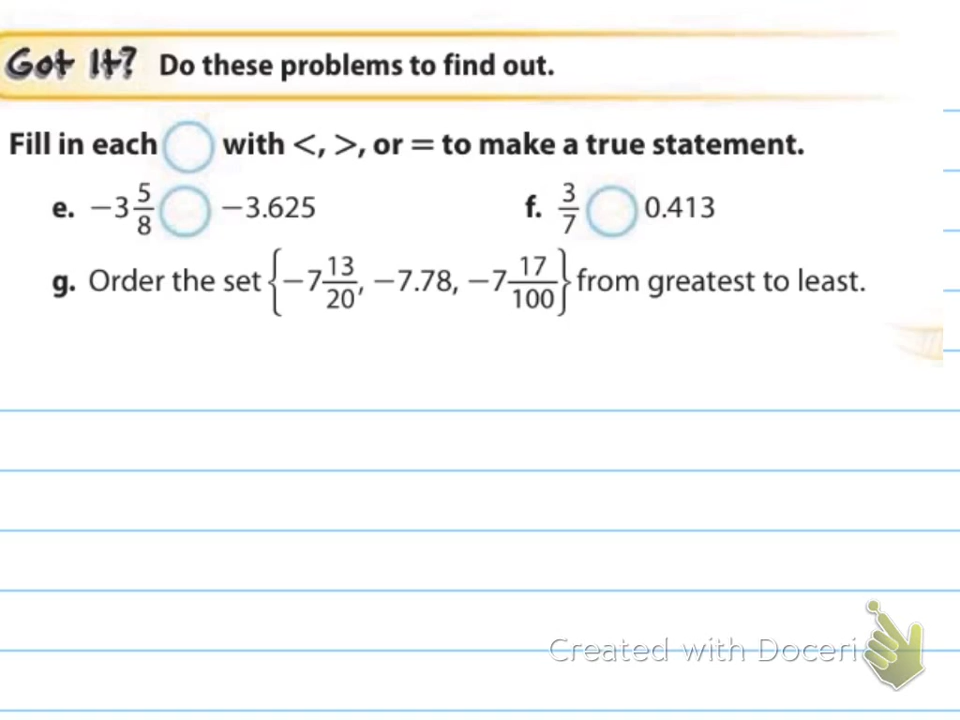 Got It? Do these problems to find out.
Fill in each ◯ with <, >, or = to make a true statement.
e. −3 5/8 ◯ −3.625 f. 3/7 ◯ 0.413
g. Order the set {−7 13/20, −7.78, −7 17/100} from greatest to least.
Created with Doceri